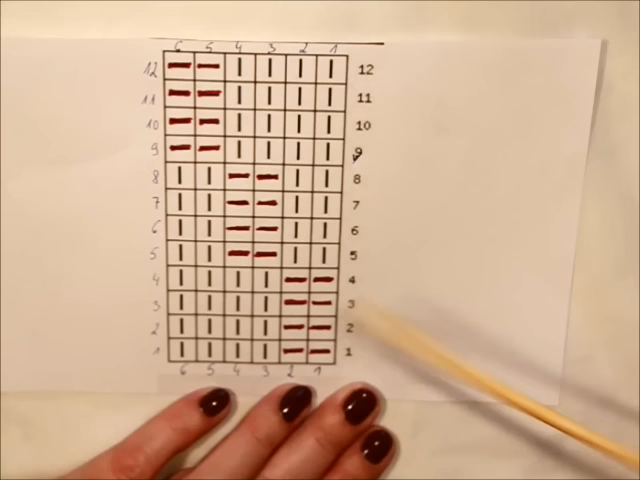 6 5 4 3 2 1
12 — — | | | | 12
11 — — | | | | 11
10 — — | | | | 10
9 — — | | | | 9
8 | | — — | | 8
7 | | — — | | 7
6 | | — — | | 6
5 | | — — | | 5
4 | | | | — — 4
3 | | | | — — 3
2 | | | | — — 2
1 | | | | — — 1
6 5 4 3 2 1